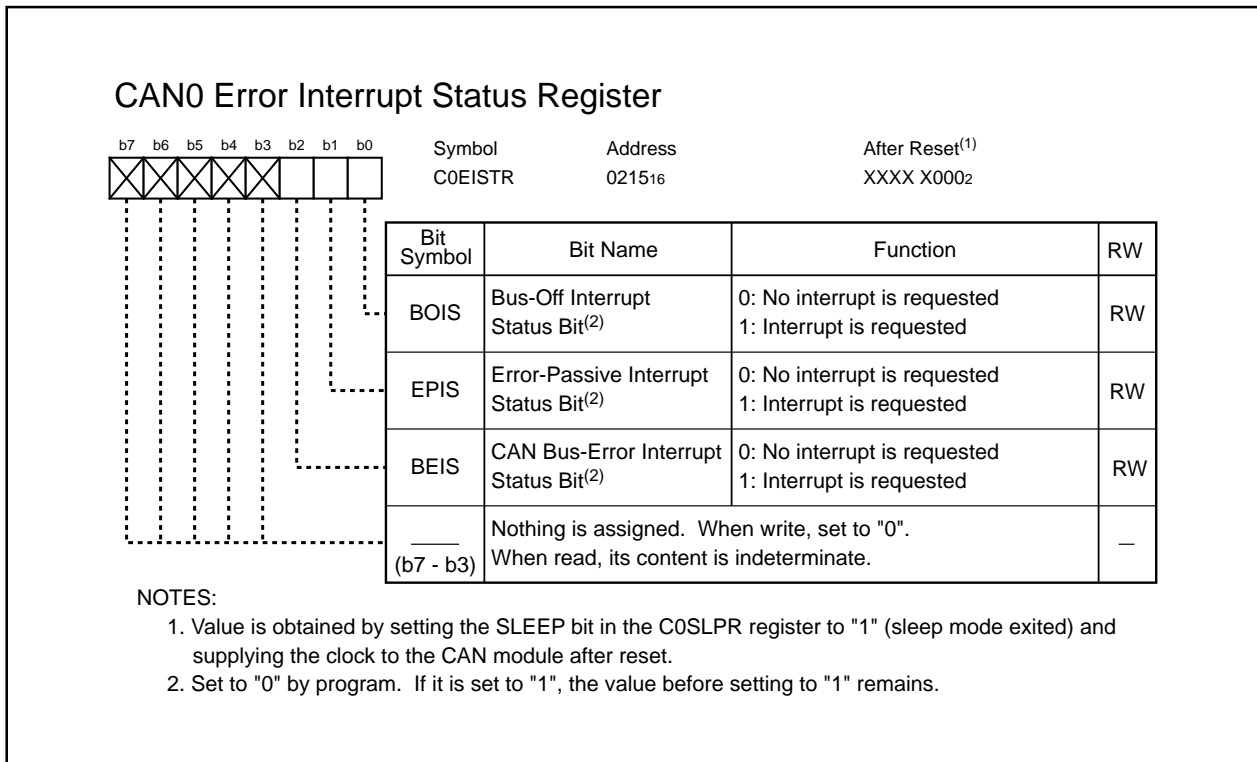 CAN0 Error Interrupt Status Register
b7 b6 b5 b4 b3 b2 b1 b0
Symbol Address After Reset(1)
C0EISTR 021516 XXXX X0002
Bit Symbol Bit Name Function RW
BOIS Bus-Off Interrupt Status Bit(2) 0: No interrupt is requested 1: Interrupt is requested RW
EPIS Error-Passive Interrupt Status Bit(2) 0: No interrupt is requested 1: Interrupt is requested RW
BEIS CAN Bus-Error Interrupt Status Bit(2) 0: No interrupt is requested 1: Interrupt is requested RW
(b7 - b3) Nothing is assigned. When write, set to "0". When read, its content is indeterminate. —
NOTES:
1. Value is obtained by setting the SLEEP bit in the C0SLPR register to "1" (sleep mode exited) and
supplying the clock to the CAN module after reset.
2. Set to "0" by program. If it is set to "1", the value before setting to "1" remains.